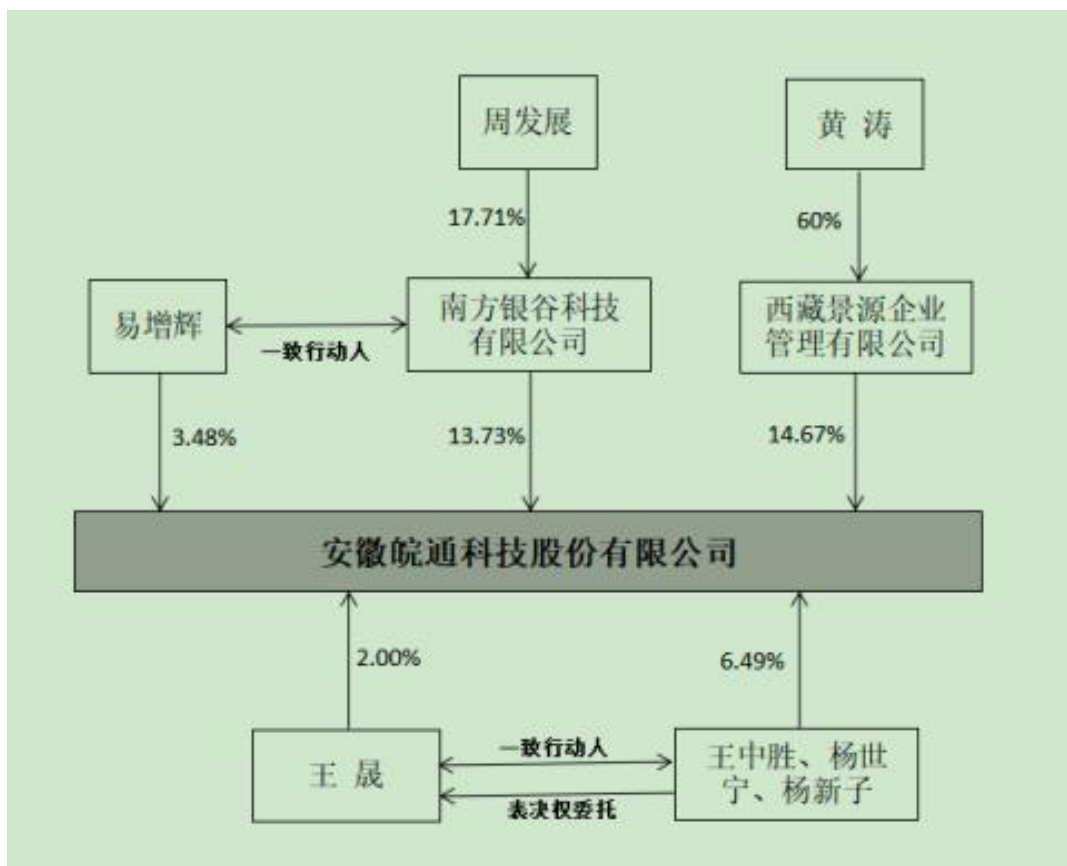 周发展
黄 涛
17.71%
60%
易增辉
一致行动人
南方银谷科技
有限公司
西藏景源企业
管理有限公司
3.48%
13.73%
14.67%
安徽皖通科技股份有限公司
2.00%
6.49%
王 晟
一致行动人
表决权委托
王中胜、杨世
宁、杨新子